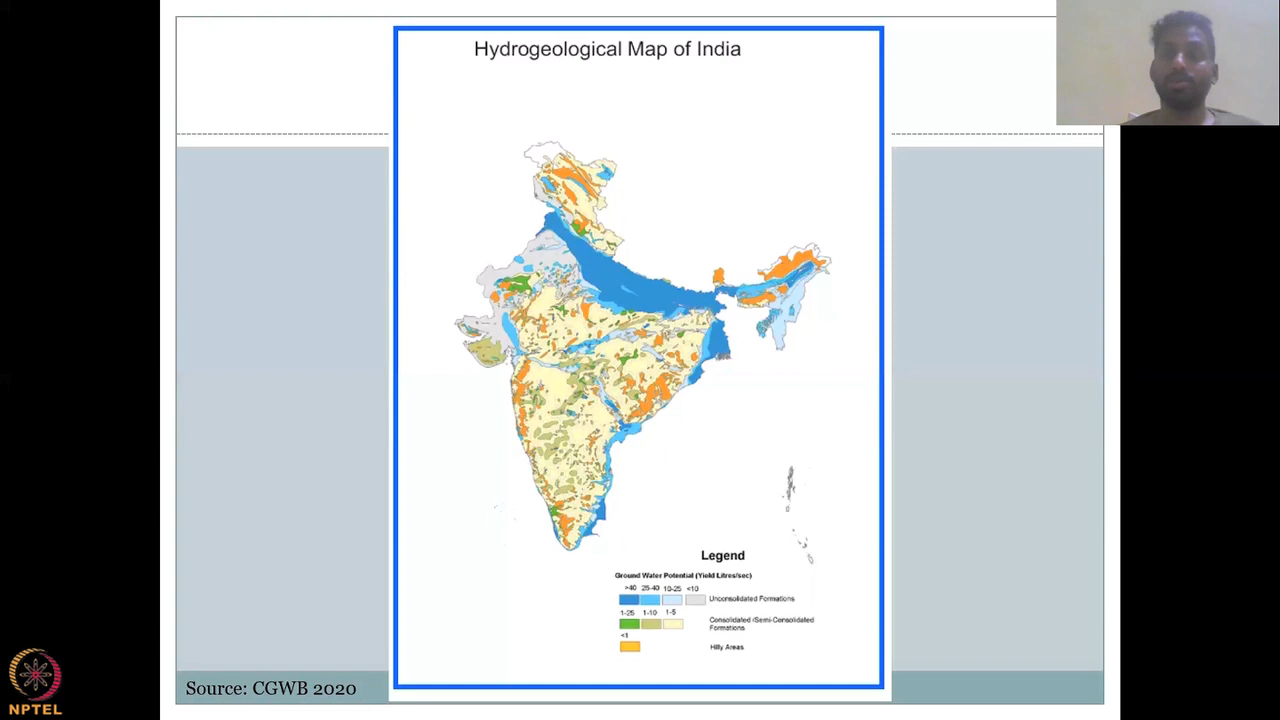 Hydrogeological Map of India
Legend
Ground Water Potential (Yield Litres/sec)
>40 25-40 10-25 <10
Unconsolidated Formations
1-25 1-10 1-5
Consolidated /Semi-Consolidated
Formations
<1
Hilly Areas
Source: CGWB 2020
NPTEL